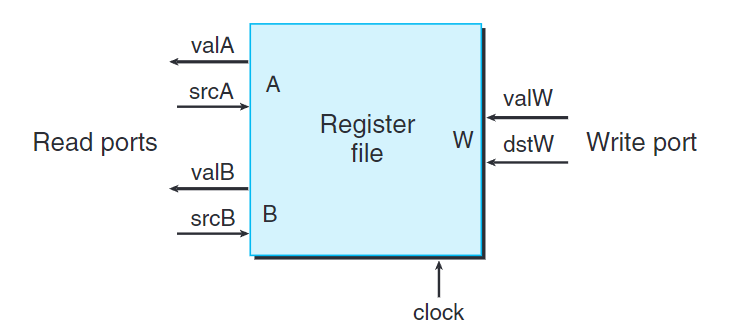 valA
srcA
A
Read ports
valB
srcB
B
Register
file
W
valW
dstW
Write port
clock